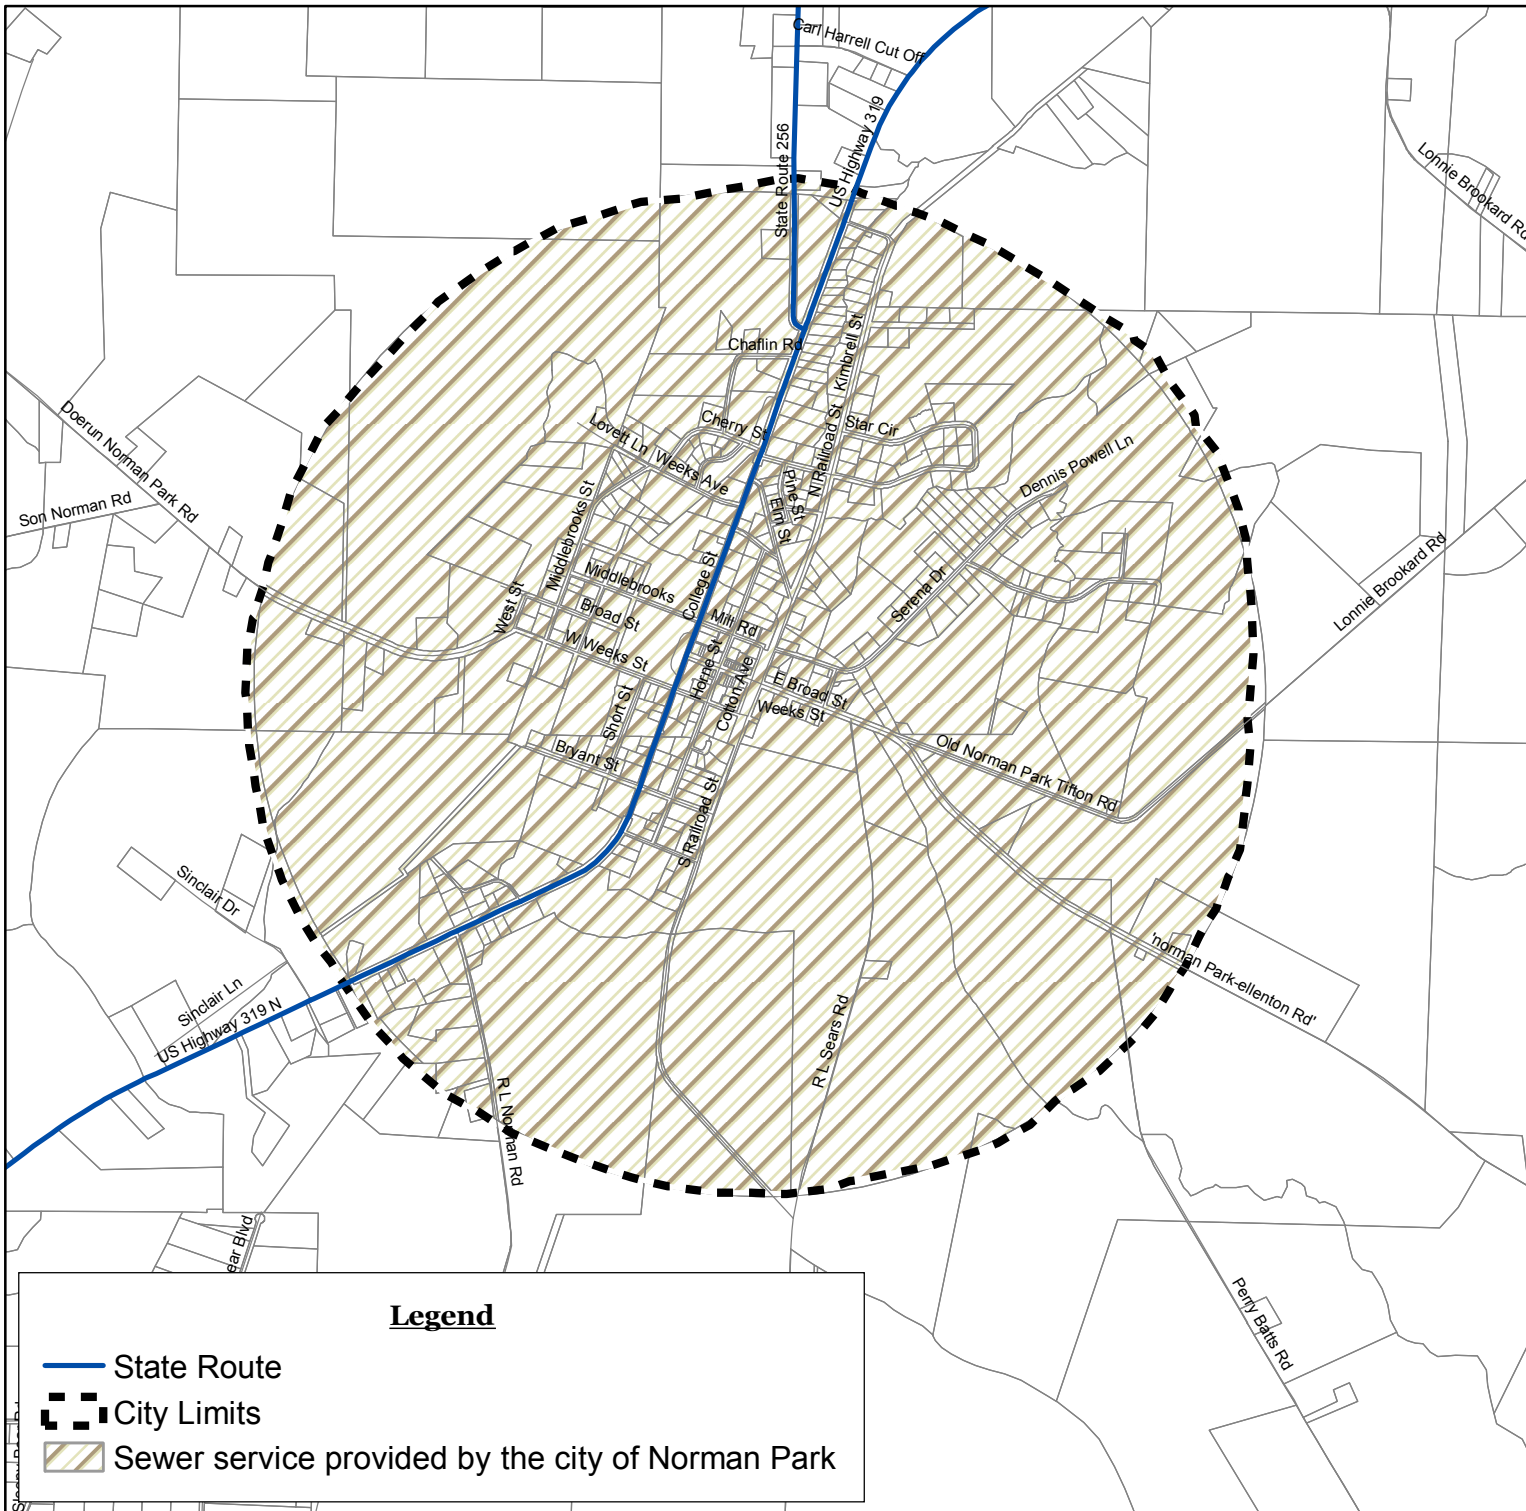 Carl Harrell Cut Off
US Highway 319
State Route 256
Lonnie Brookard Rd
Chaflin Rd
Kimbrell St
Doerun Norman Park Rd
Son Norman Rd
Lovett Ln
Cherry St
Star Cir
N Railroad St
Weeks Ave
Pine St
Elm St
Dennis Powell Ln
Middlebrooks St
Middlebrooks
College St
West St
Broad St
Milt Rd
Serena Dr
Lonnie Brookard Rd
W Weeks St
Horne St
Cotton Ave
E Broad St
Weeks St
Short St
Bryant St
Old Norman Park Tifton Rd
S Railroad St
Sinclair Dr
'norman Park-ellenton Rd'
Sinclair Ln
US Highway 319 N
R L Sears Rd
R L Norman Rd
ear Blvd
Perry Batts Rd
Legend
State Route
City Limits
Sewer service provided by the city of Norman Park